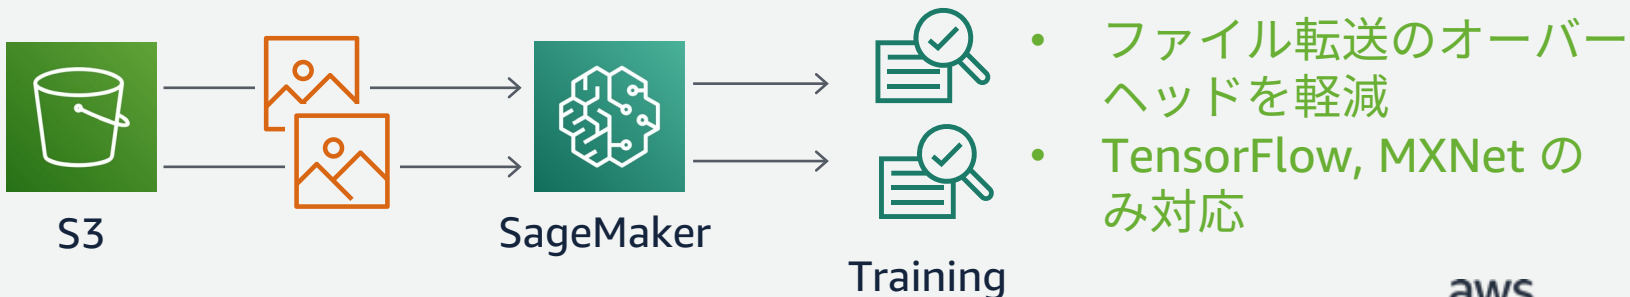 S3
SageMaker
Training
• ファイル転送のオーバー
ヘッドを軽減
• TensorFlow, MXNet の
み対応
aws